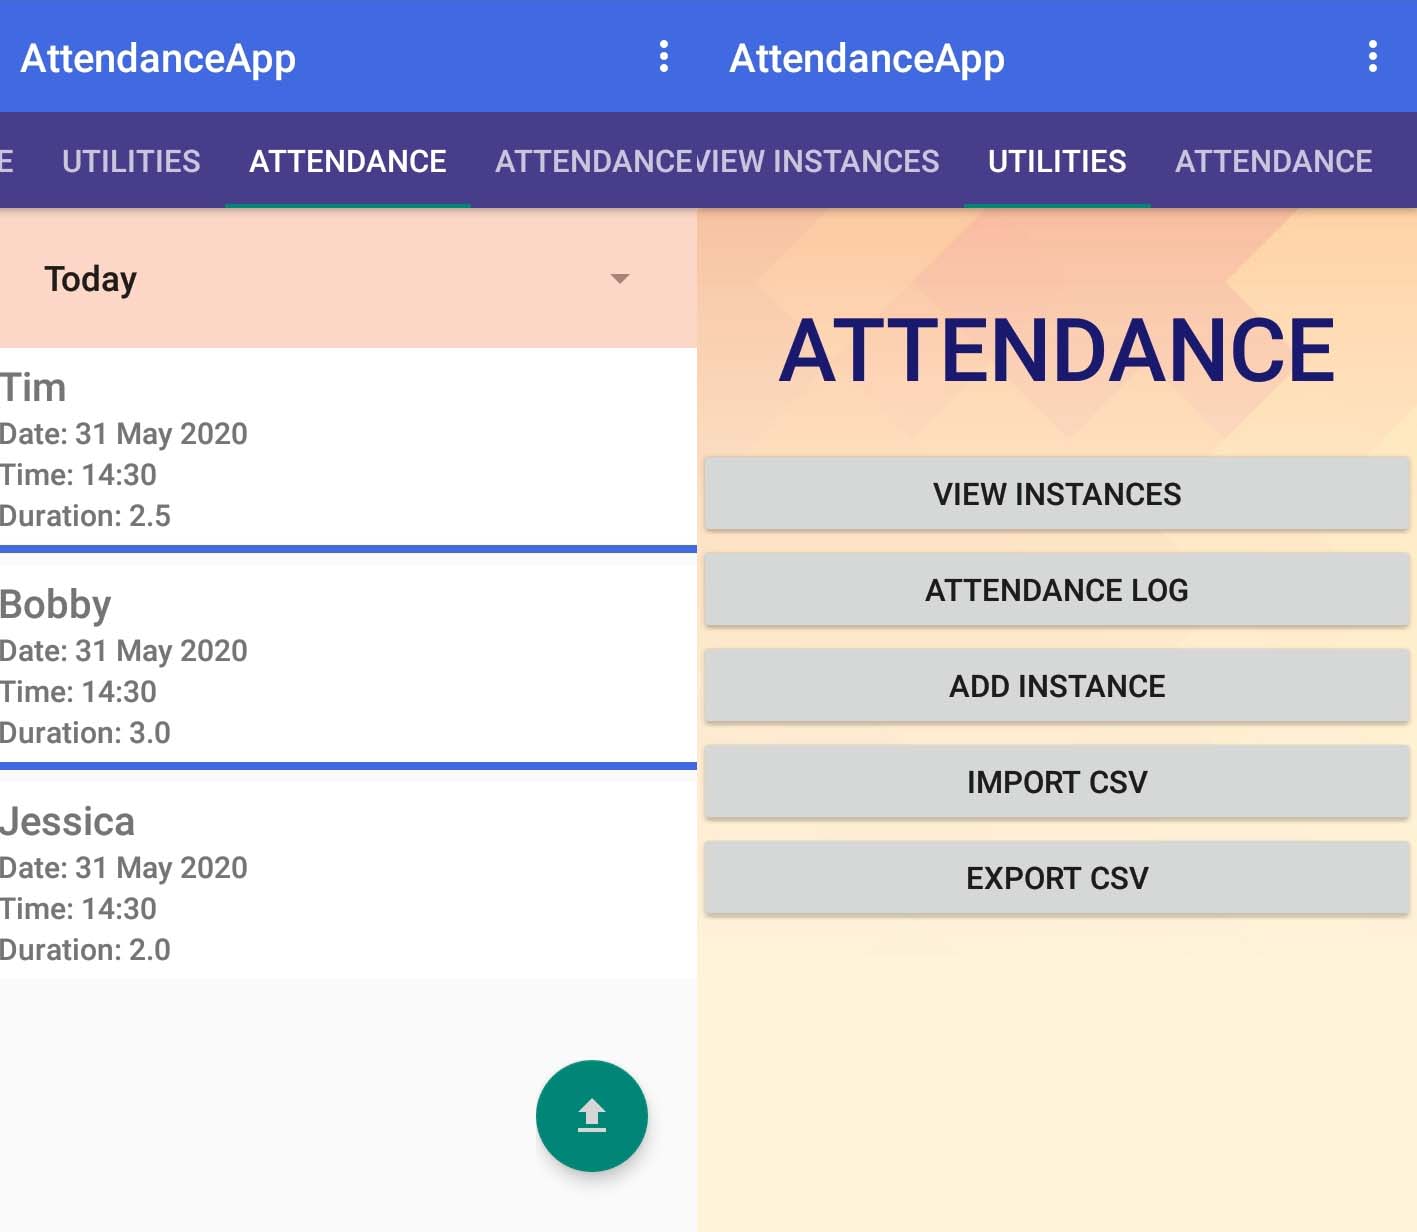 AttendanceApp
E UTILITIES ATTENDANCE ATTENDANCE
Today
Tim
Date: 31 May 2020
Time: 14:30
Duration: 2.5
Bobby
Date: 31 May 2020
Time: 14:30
Duration: 3.0
Jessica
Date: 31 May 2020
Time: 14:30
Duration: 2.0
AttendanceApp
VIEW INSTANCES UTILITIES ATTENDANCE
ATTENDANCE
VIEW INSTANCES
ATTENDANCE LOG
ADD INSTANCE
IMPORT CSV
EXPORT CSV